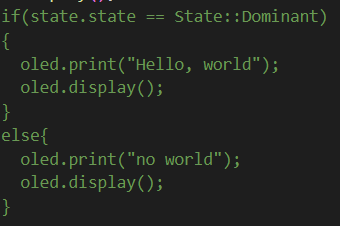 if(state.state == State::Dominant)
{
  oled.print("Hello, world");
  oled.display();
}
else{
  oled.print("no world");
  oled.display();
}